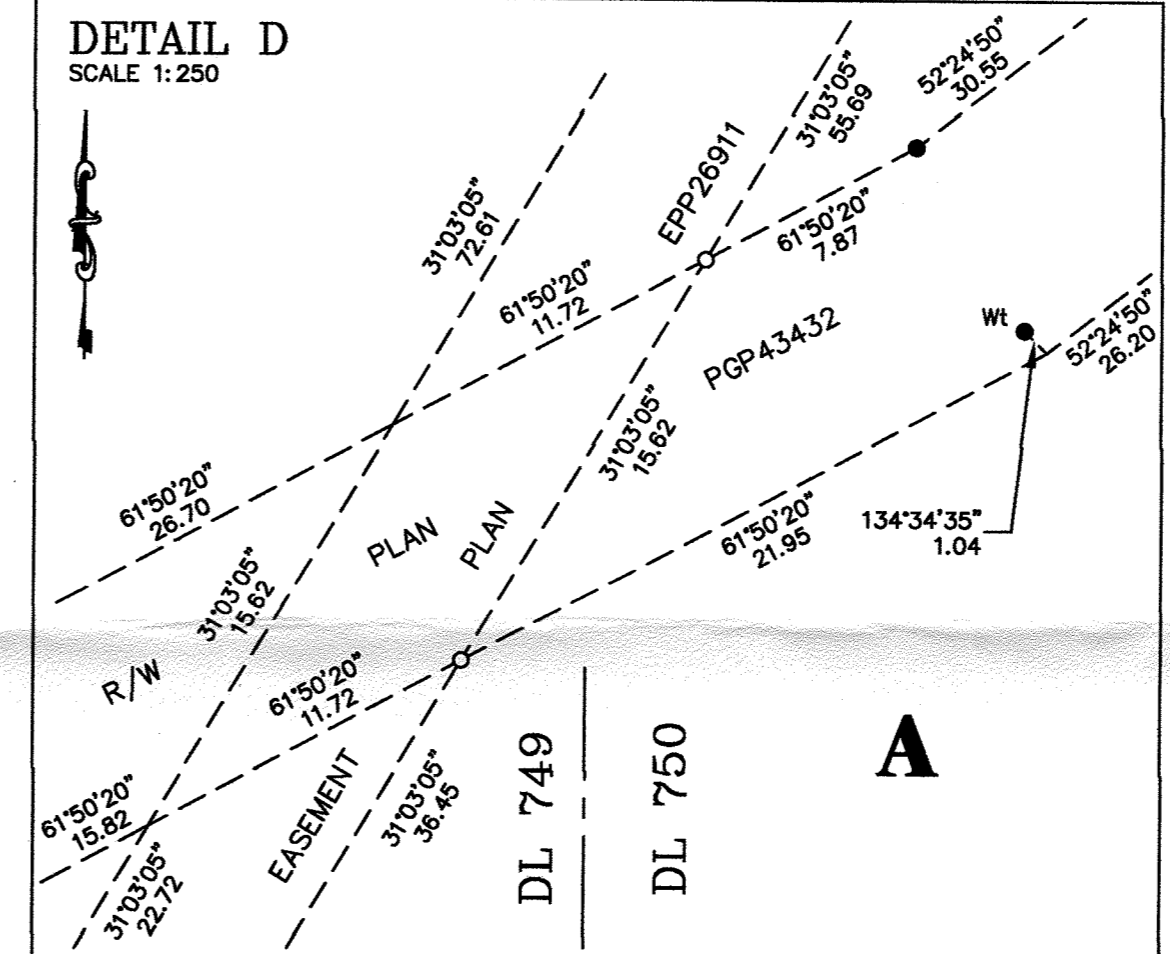 DETAIL D
SCALE 1:250
52°24'50"
30.55
31°03'05"
55.69
EPP26911
31°03'05"
72.61
61°50'20"
7.87
61°50'20"
11.72
Wt
52°24'50"
26.20
PGP43432
31°03'05"
15.62
61°50'20"
26.70
134°34'35"
1.04
61°50'20"
21.95
PLAN
PLAN
31°03'05"
15.62
R/W
61°50'20"
11.72
61°50'20"
15.82
EASEMENT
31°03'05"
36.45
DL 749
DL 750
A
31°03'05"
22.72